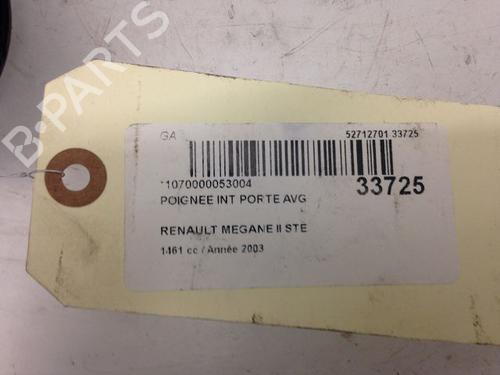 B-PARTS
GA
52712701 33725
*1070000053004
33725
POIGNEE INT PORTE AVG
RENAULT MEGANE II STE
1461 cc / Année 2003